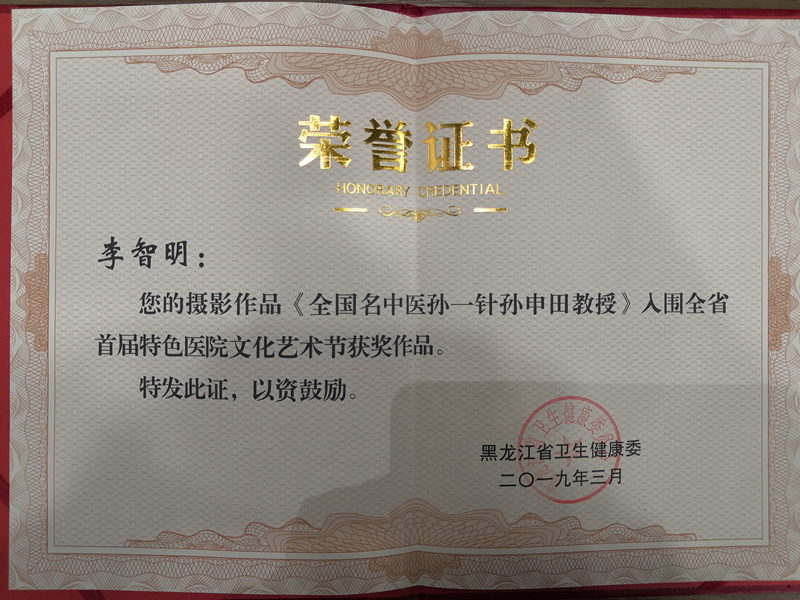 荣誉证书
HONORARY CREDENTIAL
李智明：
您的摄影作品《全国名中医孙一针孙申田教授》入围全省
首届特色医院文化艺术节获奖作品。
特发此证，以资鼓励。
黑龙江省卫生健康委
二〇一九年三月